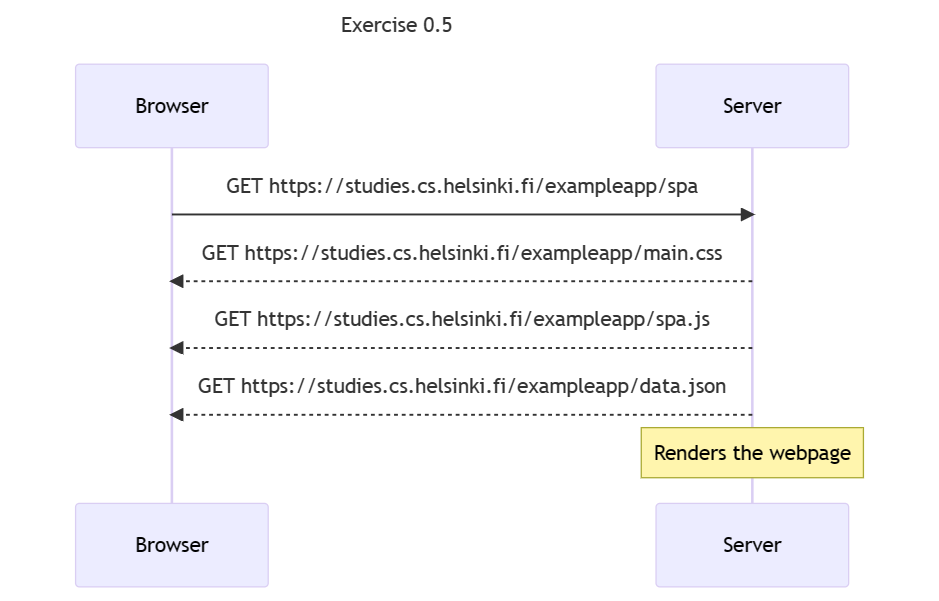 Exercise 0.5
Browser
Server
GET https://studies.cs.helsinki.fi/exampleapp/spa
GET https://studies.cs.helsinki.fi/exampleapp/main.css
GET https://studies.cs.helsinki.fi/exampleapp/spa.js
GET https://studies.cs.helsinki.fi/exampleapp/data.json
Renders the webpage
Browser
Server